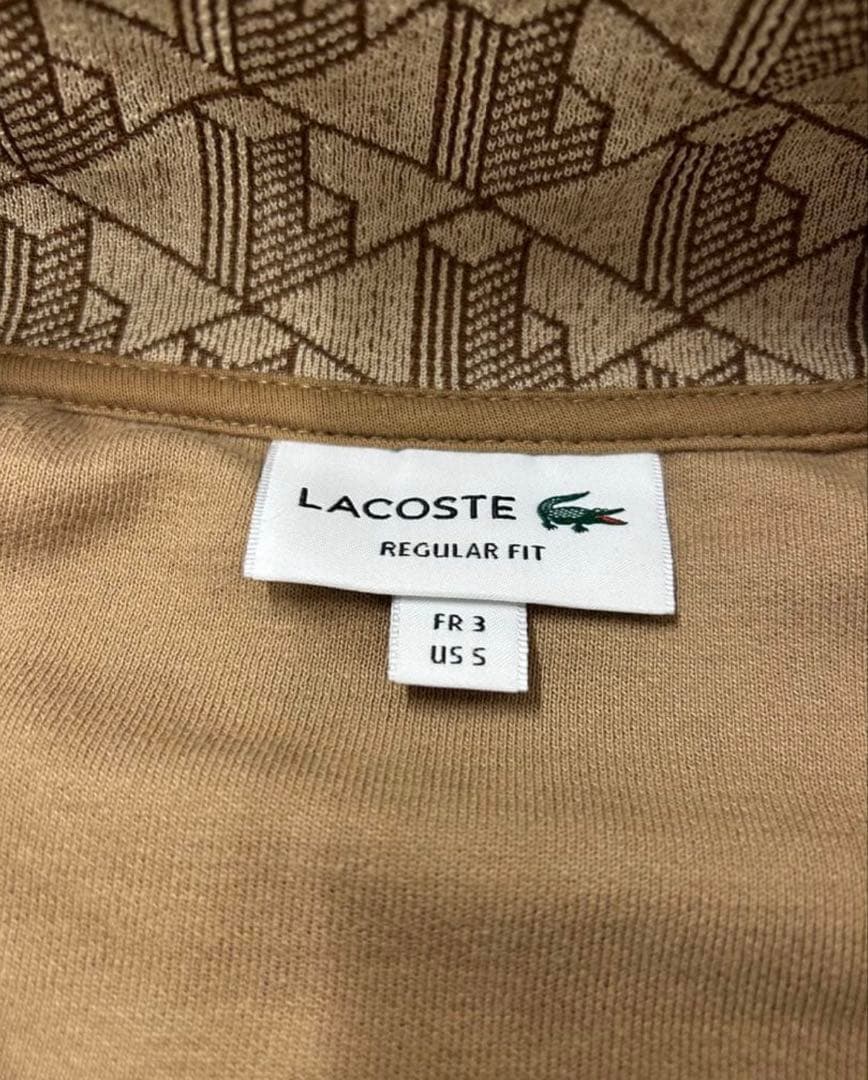 LACOSTE
REGULAR FIT
FR 3
US S